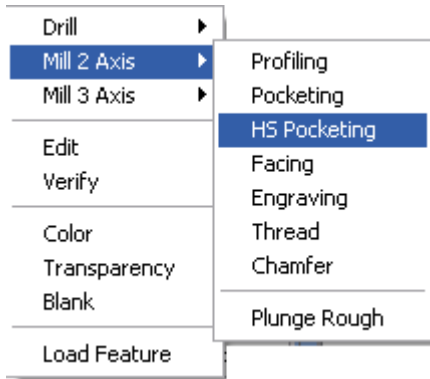 Drill
Mill 2 Axis
Mill 3 Axis
Edit
Verify
Color
Transparency
Blank
Load Feature
Profiling
Pocketing
HS Pocketing
Facing
Engraving
Thread
Chamfer
Plunge Rough